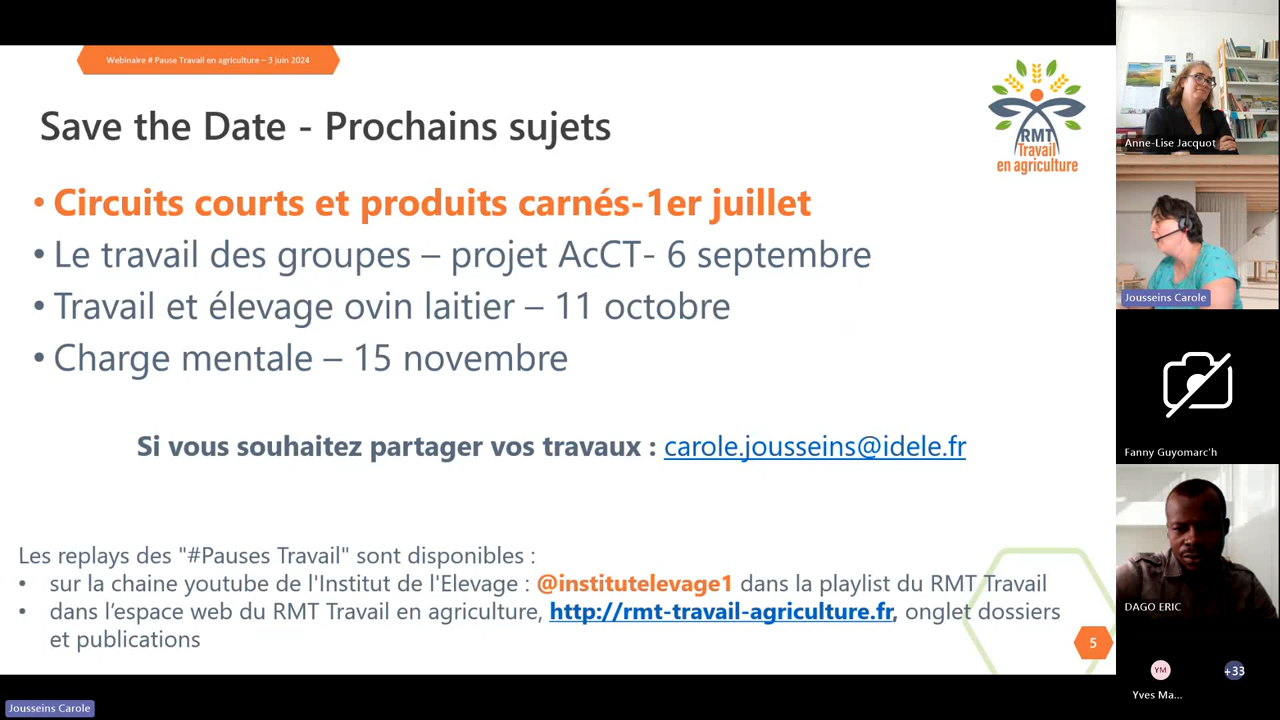 Webinaire # Pause Travail en agriculture – 3 juin 2024
Save the Date - Prochains sujets
RMT
Travail
en agriculture
• Circuits courts et produits carnés-1er juillet
• Le travail des groupes – projet AcCT- 6 septembre
• Travail et élevage ovin laitier – 11 octobre
• Charge mentale – 15 novembre
Si vous souhaitez partager vos travaux : carole.jousseins@idele.fr
Les replays des "#Pauses Travail" sont disponibles :
• sur la chaine youtube de l'Institut de l'Elevage : @institutelevage1 dans la playlist du RMT Travail
• dans l’espace web du RMT Travail en agriculture, http://rmt-travail-agriculture.fr, onglet dossiers
et publications
5
Jousseins Carole
Anne-Lise Jacquot
Jousseins Carole
Fanny Guyomarc'h
DAGO ERIC
YM
+33
Yves Ma...